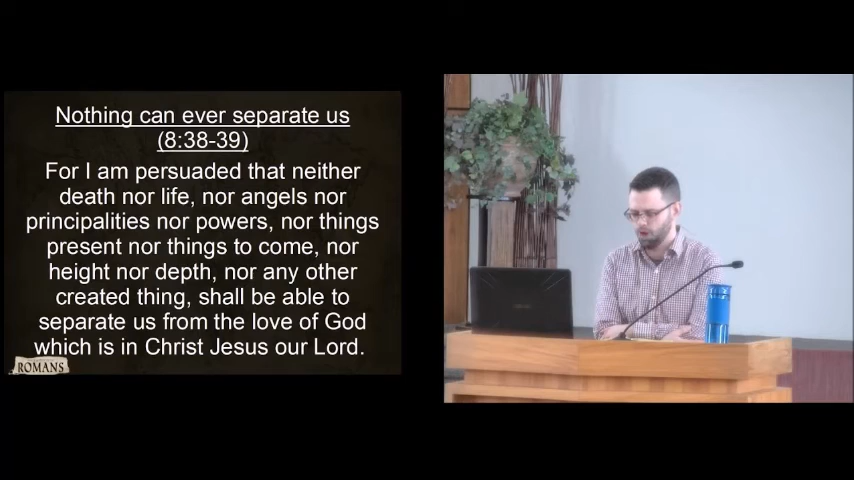 Nothing can ever separate us
(8:38-39)
For I am persuaded that neither
death nor life, nor angels nor
principalities nor powers, nor things
present nor things to come, nor
height nor depth, nor any other
created thing, shall be able to
separate us from the love of God
which is in Christ Jesus our Lord.
ROMANS